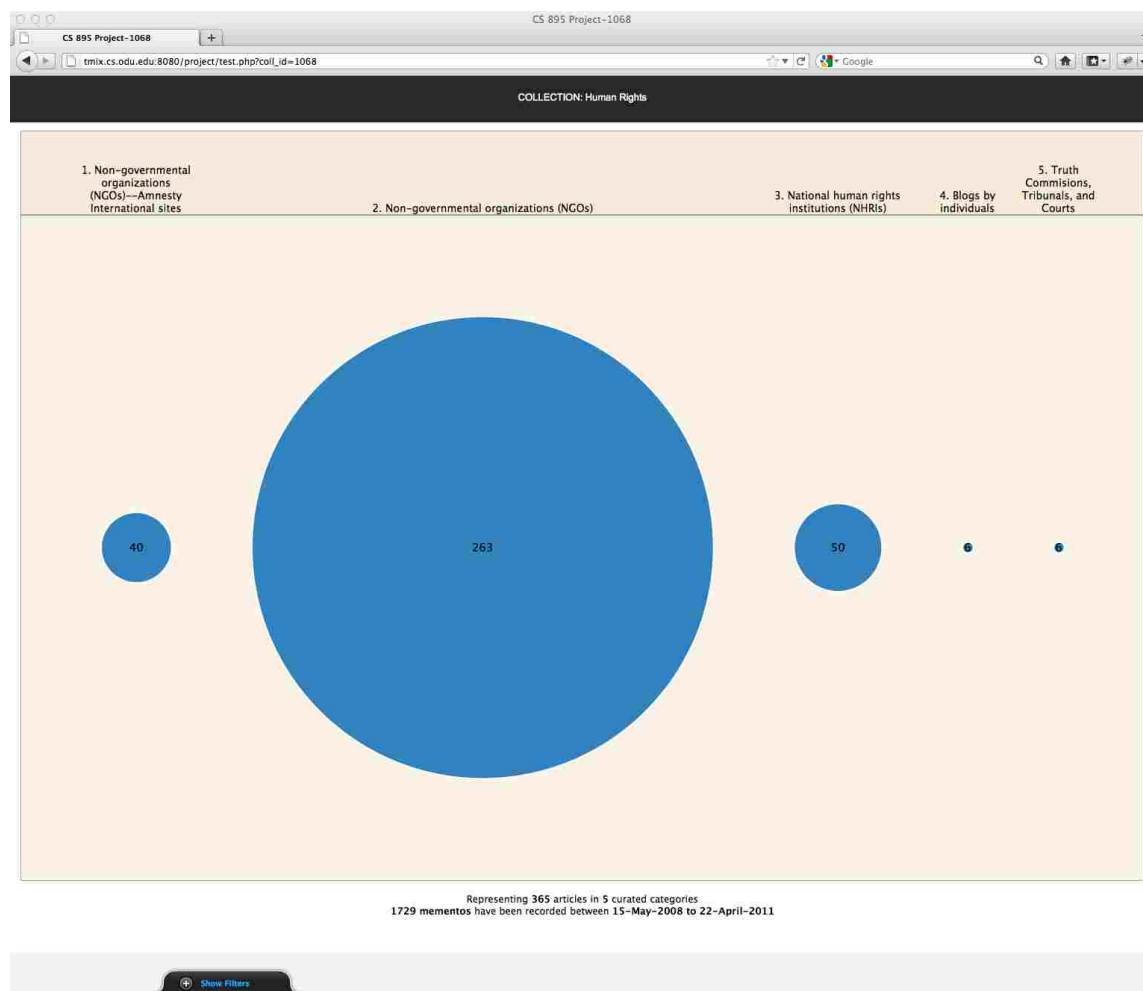 CS 895 Project-1068
CS 895 Project-1068
tmix.cs.odu.edu:8080/project/test.php?coll_id=1068
Google
COLLECTION: Human Rights
1. Non-governmental
organizations
(NGOs)--Amnesty
International sites
2. Non-governmental organizations (NGOs)
3. National human rights
institutions (NHRIs)
4. Blogs by
individuals
5. Truth
Commisions,
Tribunals, and
Courts
40
263
50
6
6
Representing 365 articles in 5 curated categories
1729 mementos have been recorded between 15-May-2008 to 22-April-2011
Show Filters